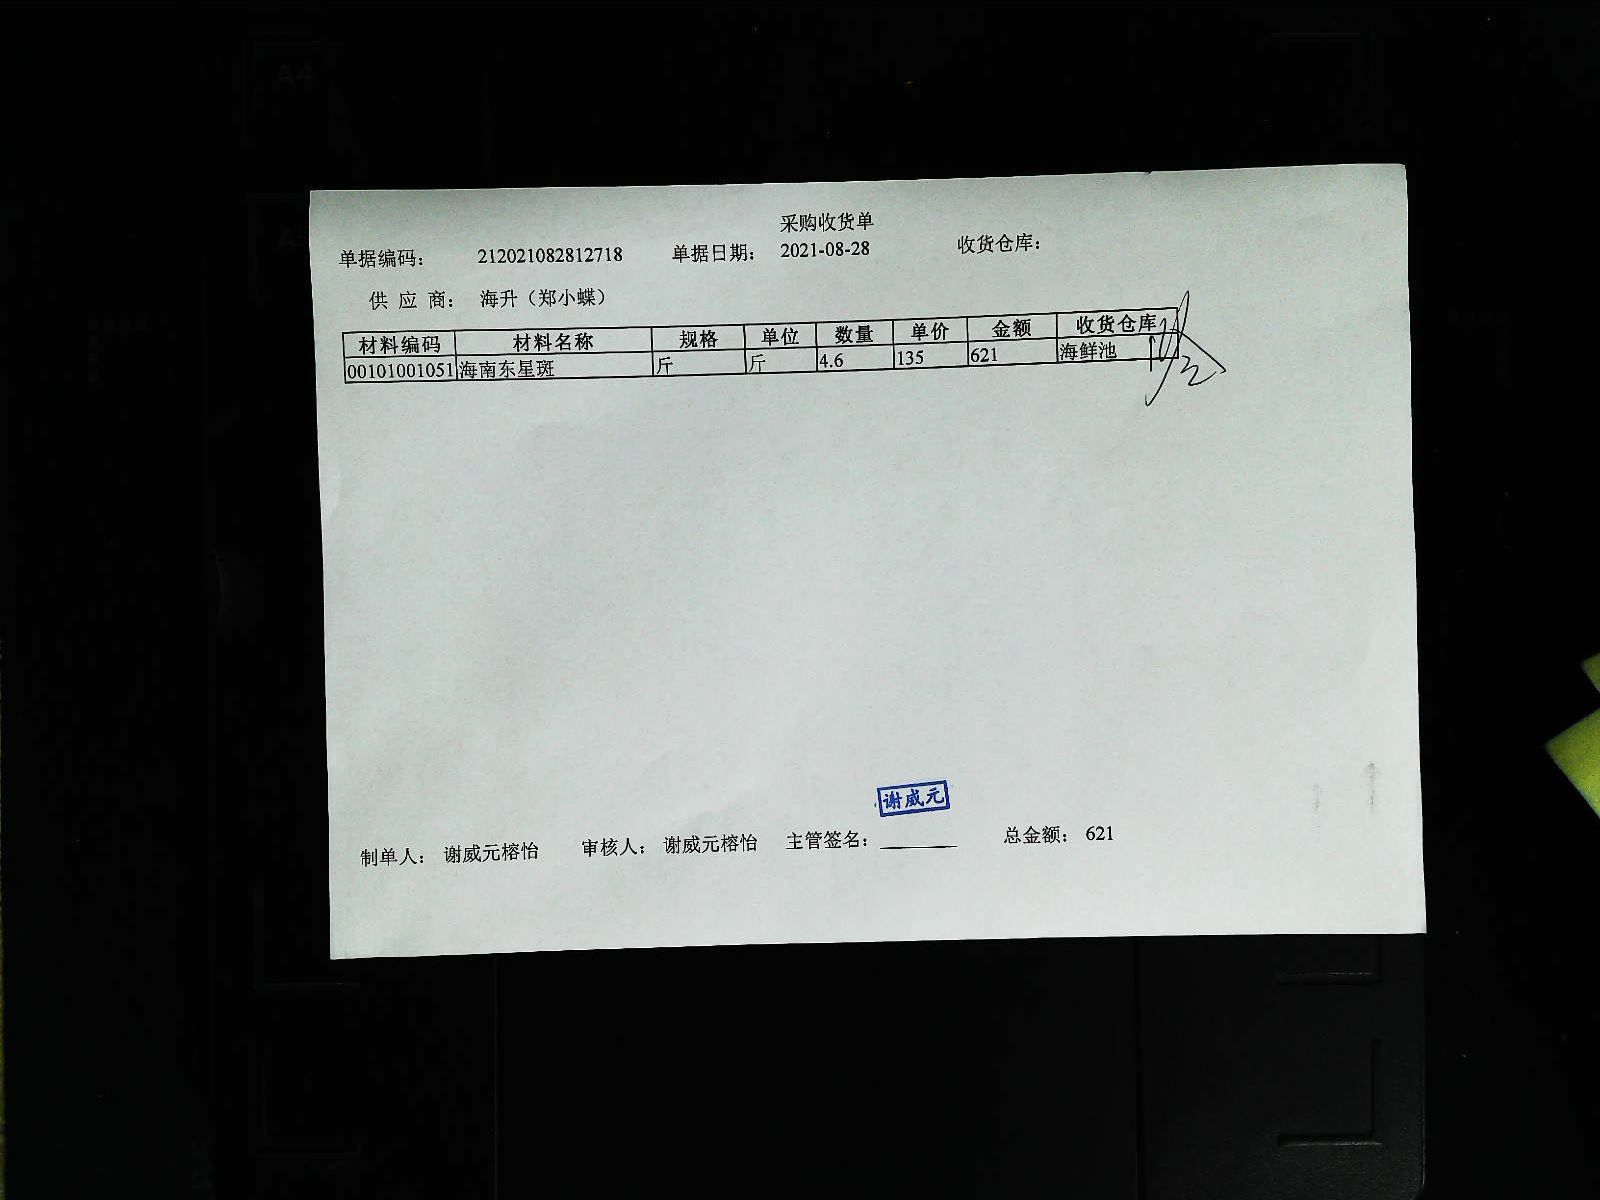 采购收货单
单据编码： 212021082812718 单据日期： 2021-08-28 收货仓库：
供 应 商： 海升（郑小蝶）
材料编码 材料名称 规格 单位 数量 单价 金额 收货仓库
00101001051 海南东星斑 斤 斤 4.6 135 621 海鲜池
谢威元
制单人： 谢威元榕怡 审核人： 谢威元榕怡 主管签名： 总金额： 621